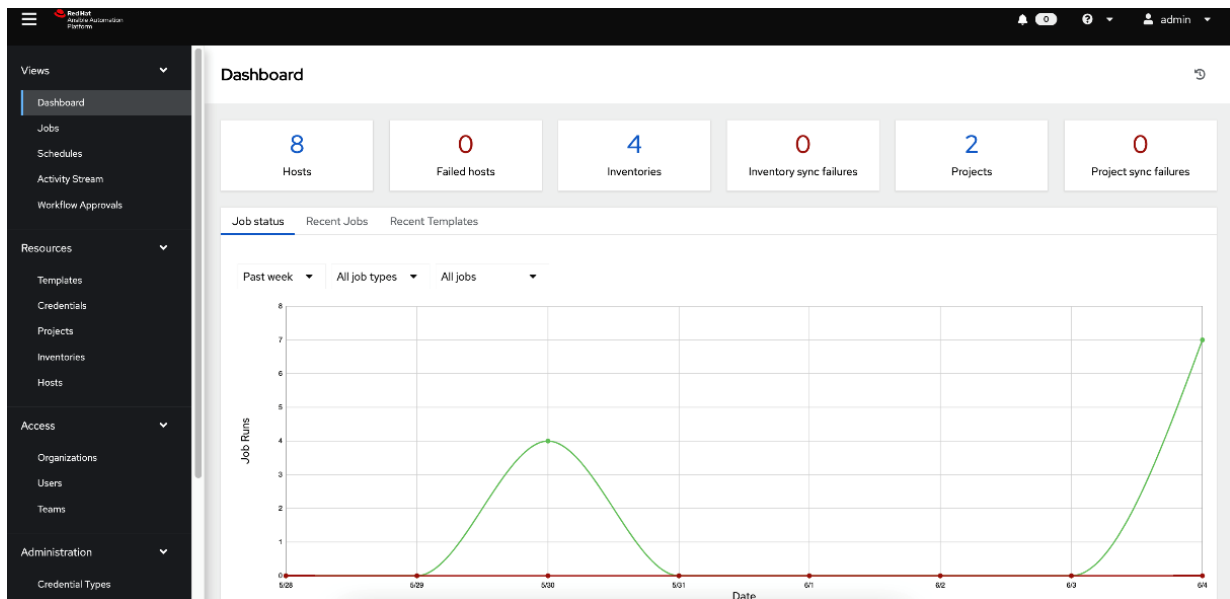 Red Hat
Ansible Automation
Platform
0
admin
Views
Dashboard
Jobs
Schedules
Activity Stream
Workflow Approvals
Resources
Templates
Credentials
Projects
Inventories
Hosts
Access
Organizations
Users
Teams
Administration
Credential Types
Dashboard
8
Hosts
0
Failed hosts
4
Inventories
0
Inventory sync failures
2
Projects
0
Project sync failures
Job status Recent Jobs Recent Templates
Past week All job types All jobs
Job Runs
8
7
6
5
4
3
2
1
0
5/28 5/29 5/30 5/31 6/1 6/2 6/3 6/4
Date